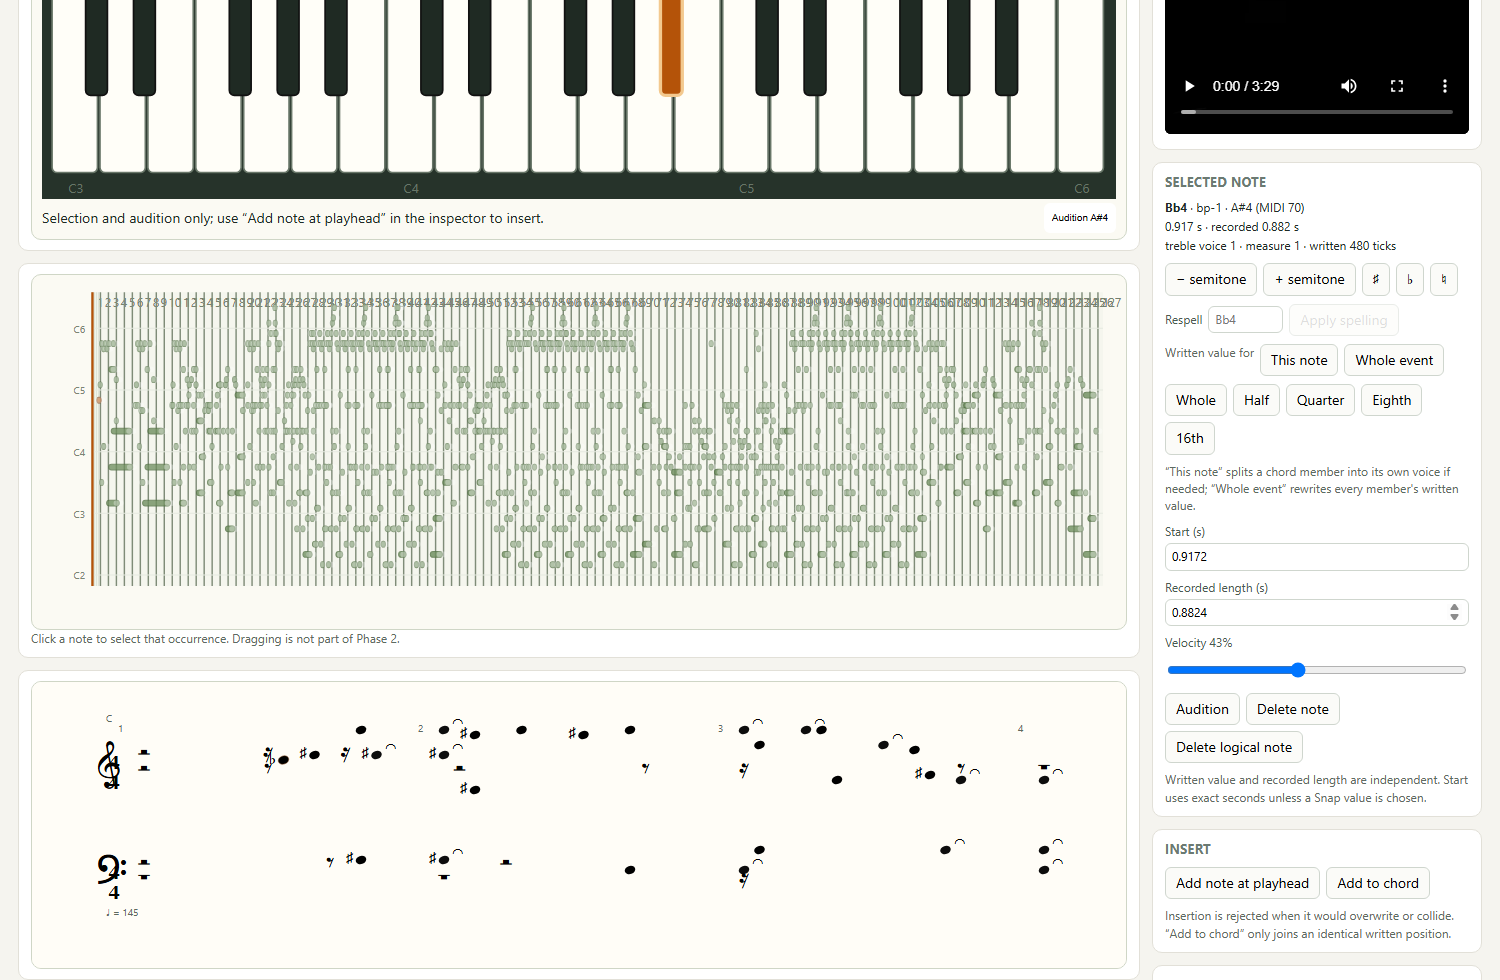 C3 C4 C5 C6
Selection and audition only; use “Add note at playhead” in the inspector to insert.
Audition A#4
C6
C5
C4
C3
C2
Click a note to select that occurrence. Dragging is not part of Phase 2.
C
1 2 3 4
4
4
4
4
♩ = 145
0:00 / 3:29
SELECTED NOTE
Bb4 · bp-1 · A#4 (MIDI 70)
0.917 s · recorded 0.882 s
treble voice 1 · measure 1 · written 480 ticks
− semitone + semitone ♯ ♭ ♮
Respell Bb4 Apply spelling
Written value for This note Whole event
Whole Half Quarter Eighth
16th
“This note” splits a chord member into its own voice if
needed; “Whole event” rewrites every member's written
value.
Start (s)
0.9172
Recorded length (s)
0.8824
Velocity 43%
Audition Delete note
Delete logical note
Written value and recorded length are independent. Start
uses exact seconds unless a Snap value is chosen.
INSERT
Add note at playhead Add to chord
Insertion is rejected when it would overwrite or collide.
“Add to chord” only joins an identical written position.